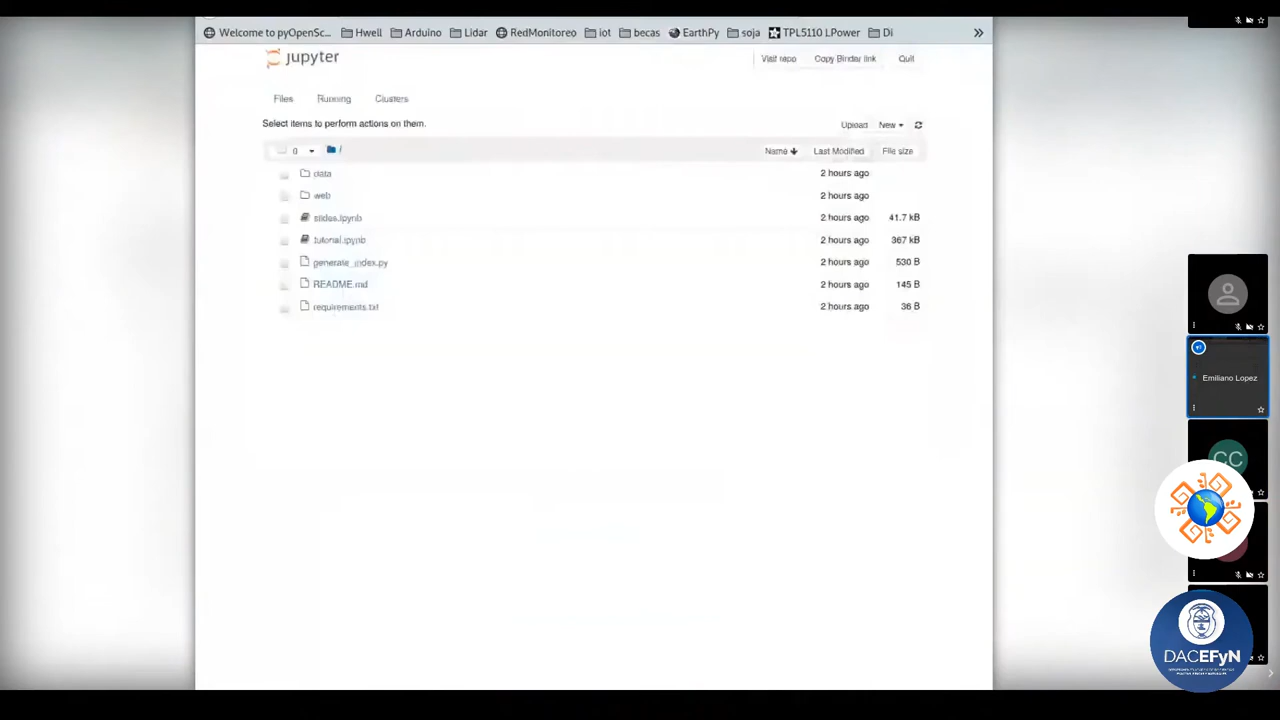 Welcome to pyOpenSc... Hwell Arduino Lidar RedMonitoreo iot becas EarthPy soja TPL5110 LPower Di »
jupyter Visit repo Copy Binder link Quit
Files Running Clusters
Select items to perform actions on them. Upload New
0 / Name Last Modified File size
data 2 hours ago
web 2 hours ago
slides.ipynb 2 hours ago 41.7 kB
tutorial.ipynb 2 hours ago 367 kB
generate_index.py 2 hours ago 530 B
README.md 2 hours ago 145 B
requirements.txt 2 hours ago 36 B
Emiliano Lopez
CC
DACEFyN